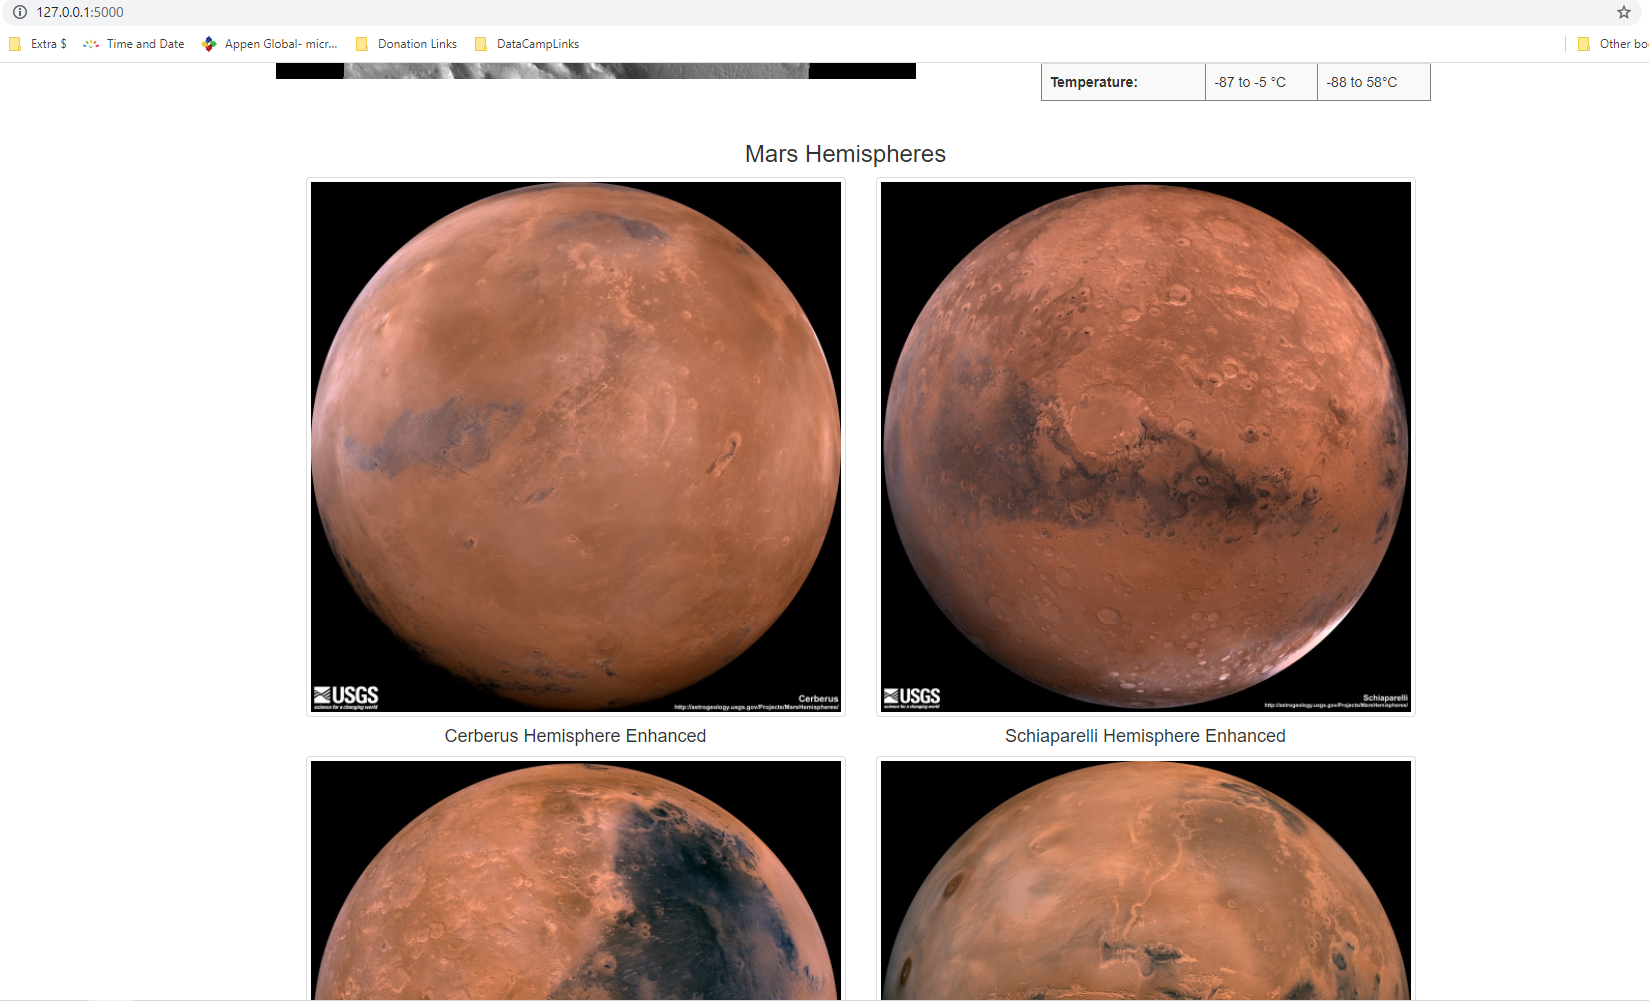 127.0.0.1:5000
Extra $ Time and Date Appen Global- micr... Donation Links DataCampLinks Other bo
Temperature: -87 to -5 °C -88 to 58°C
Mars Hemispheres
USGS
science for a changing world
Cerberus
http://astrogeology.usgs.gov/Projects/MarsHemispheres/
USGS
science for a changing world
Schiaparelli
http://astrogeology.usgs.gov/Projects/MarsHemispheres/
Cerberus Hemisphere Enhanced
Schiaparelli Hemisphere Enhanced